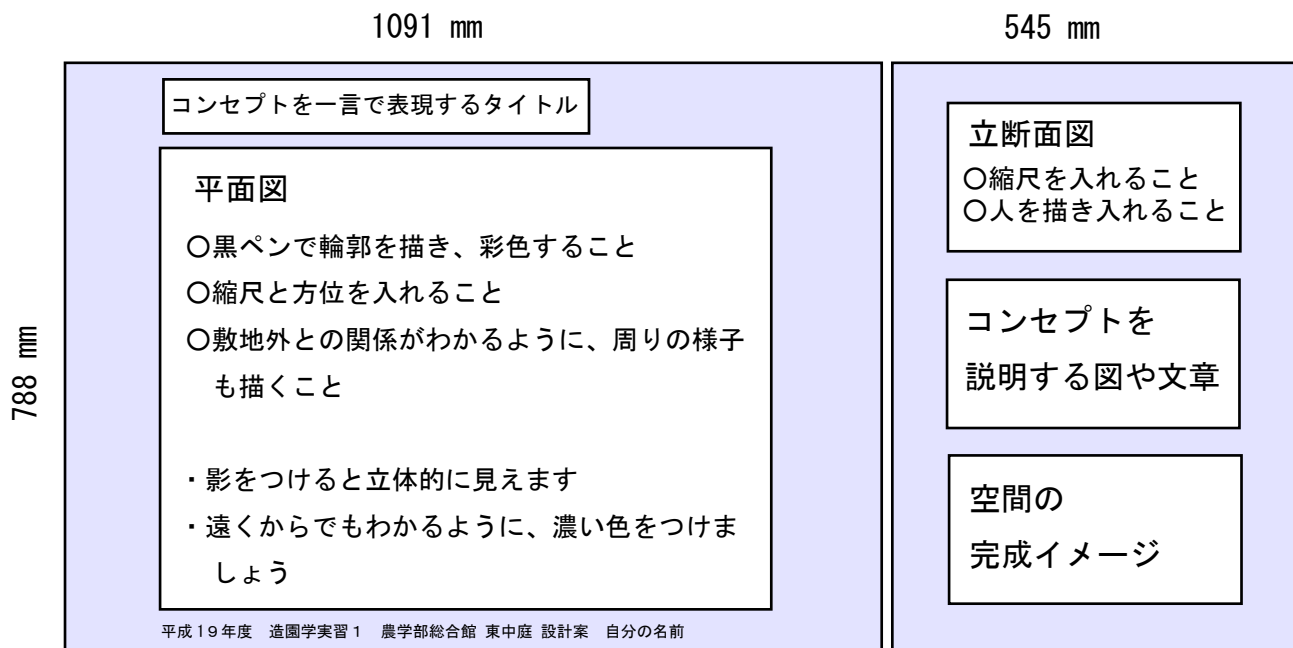 1091 mm
545 mm
788 mm
コンセプトを一言で表現するタイトル
平面図
○黒ペンで輪郭を描き、彩色すること
○縮尺と方位を入れること
○敷地外との関係がわかるように、周りの様子
も描くこと
・影をつけると立体的に見えます
・遠くからでもわかるように、濃い色をつけま
しょう
平成19年度　造園学実習1　農学部総合館 東中庭 設計案　自分の名前
立断面図
○縮尺を入れること
○人を描き入れること
コンセプトを
説明する図や文章
空間の
完成イメージ